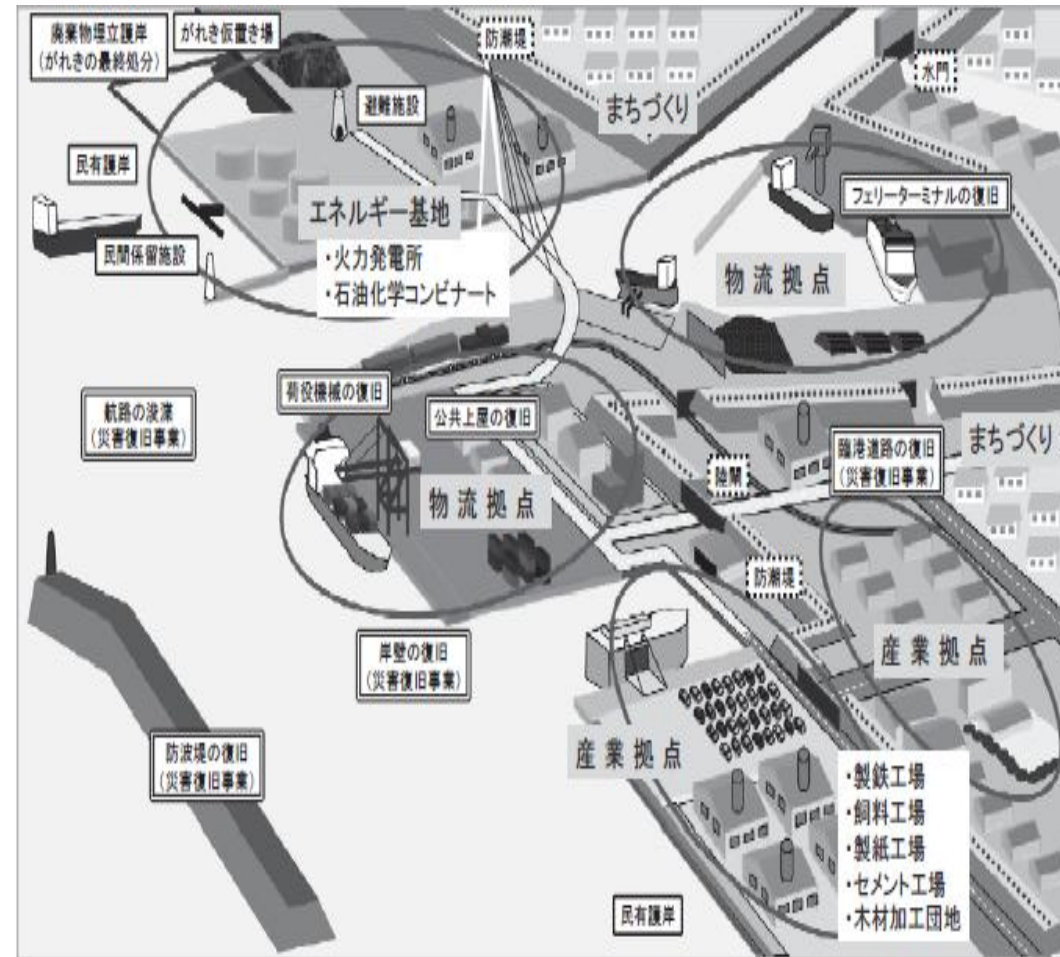 廃棄物埋立護岸
(がれきの最終処分)
がれき仮置き場
防潮堤
水門
まちづくり
避難施設
民有護岸
フェリーターミナルの復旧
エネルギー基地
・火力発電所
・石油化学コンビナート
民間係留施設
物流拠点
荷役機械の復旧
航路の浚渫
(災害復旧事業)
公共上屋の復旧
臨港道路の復旧
(災害復旧事業)
まちづくり
陸閘
物流拠点
防潮堤
岸壁の復旧
(災害復旧事業)
産業拠点
防波堤の復旧
(災害復旧事業)
産業拠点
・製鉄工場
・飼料工場
・製紙工場
・セメント工場
・木材加工団地
民有護岸